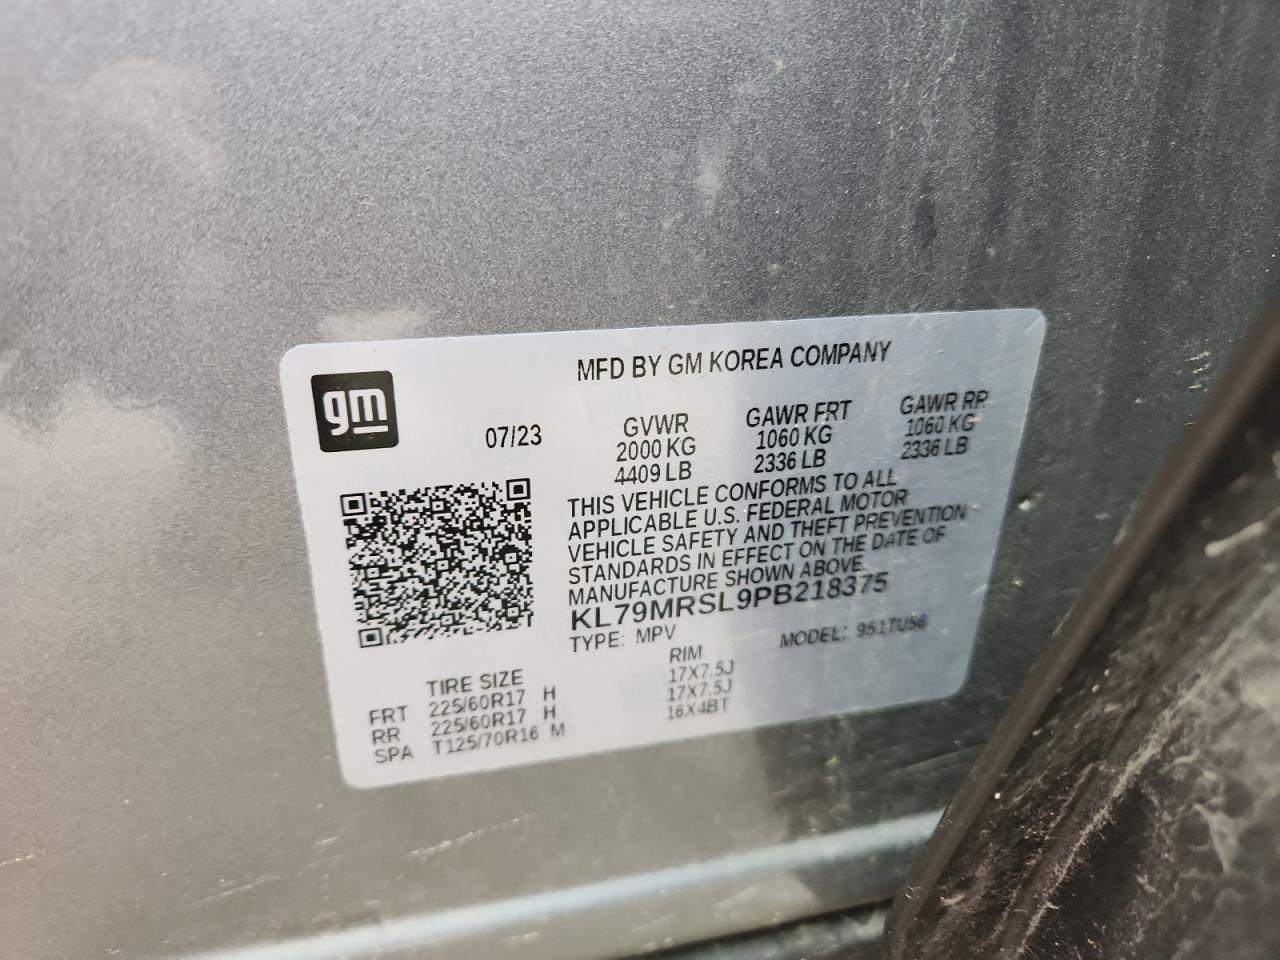 gm
MFD BY GM KOREA COMPANY
07/23
GVWR GAWR FRT GAWR RR
2000 KG 1060 KG 1060 KG
4409 LB 2336 LB 2336 LB
THIS VEHICLE CONFORMS TO ALL
APPLICABLE U.S. FEDERAL MOTOR
VEHICLE SAFETY AND THEFT PREVENTION
STANDARDS IN EFFECT ON THE DATE OF
MANUFACTURE SHOWN ABOVE.
KL79MRSL9PB218375
TYPE: MPV MODEL: 951TU56
TIRE SIZE RIM
FRT 225/60R17 H 17X7.5J
RR 225/60R17 H 17X7.5J
SPA T125/70R16 M 16X4BT